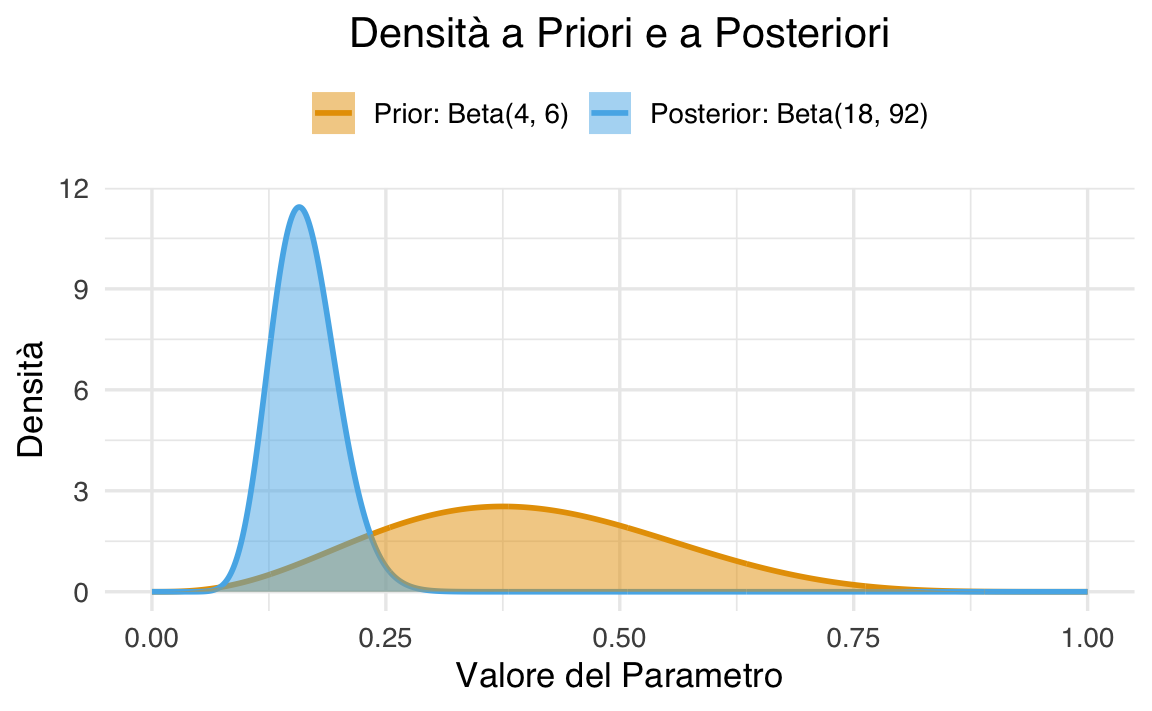 Densità a Priori e a Posteriori
Prior: Beta(4, 6) Posterior: Beta(18, 92)
12
9
6
3
0
Densità
0.00 0.25 0.50 0.75 1.00
Valore del Parametro